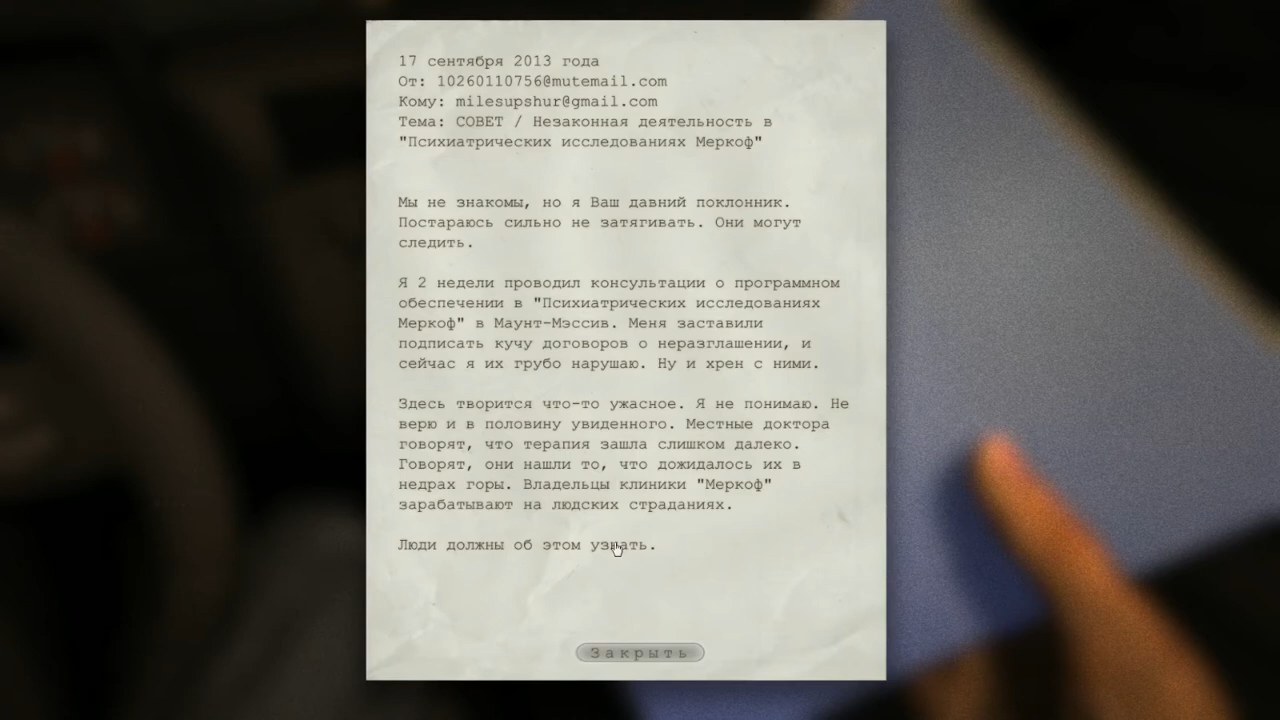 17 сентября 2013 года
От: 10260110756@mutemail.com
Кому: milesupshur@gmail.com
Тема: СОВЕТ / Незаконная деятельность в
"Психиатрических исследованиях Меркоф"
Мы не знакомы, но я Ваш давний поклонник.
Постараюсь сильно не затягивать. Они могут
следить.
Я 2 недели проводил консультации о программном
обеспечении в "Психиатрических исследованиях
Меркоф" в Маунт-Мэссив. Меня заставили
подписать кучу договоров о неразглашении, и
сейчас я их грубо нарушаю. Ну и хрен с ними.
Здесь творится что-то ужасное. Я не понимаю. Не
верю и в половину увиденного. Местные доктора
говорят, что терапия зашла слишком далеко.
Говорят, они нашли то, что дожидалось их в
недрах горы. Владельцы клиники "Меркоф"
зарабатывают на людских страданиях.
Люди должны об этом узнать.
Закрыть